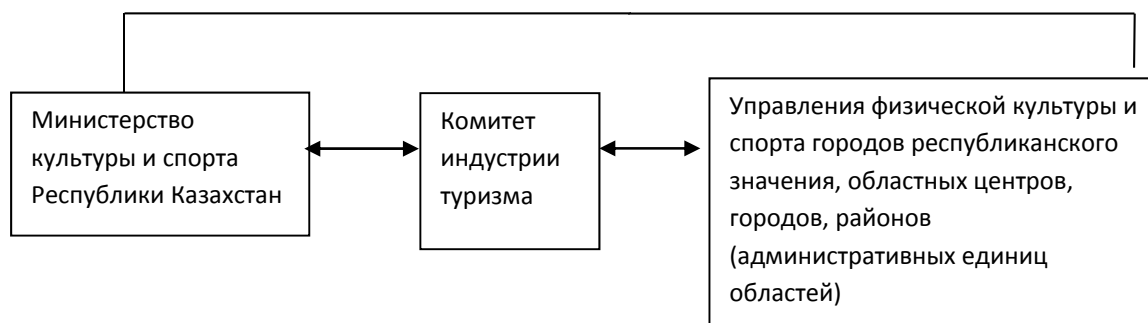 Министерство
культуры и спорта
Республики Казахстан
Комитет
индустрии
туризма
Управления физической культуры и
спорта городов республиканского
значения, областных центров,
городов, районов
(административных единиц
областей)